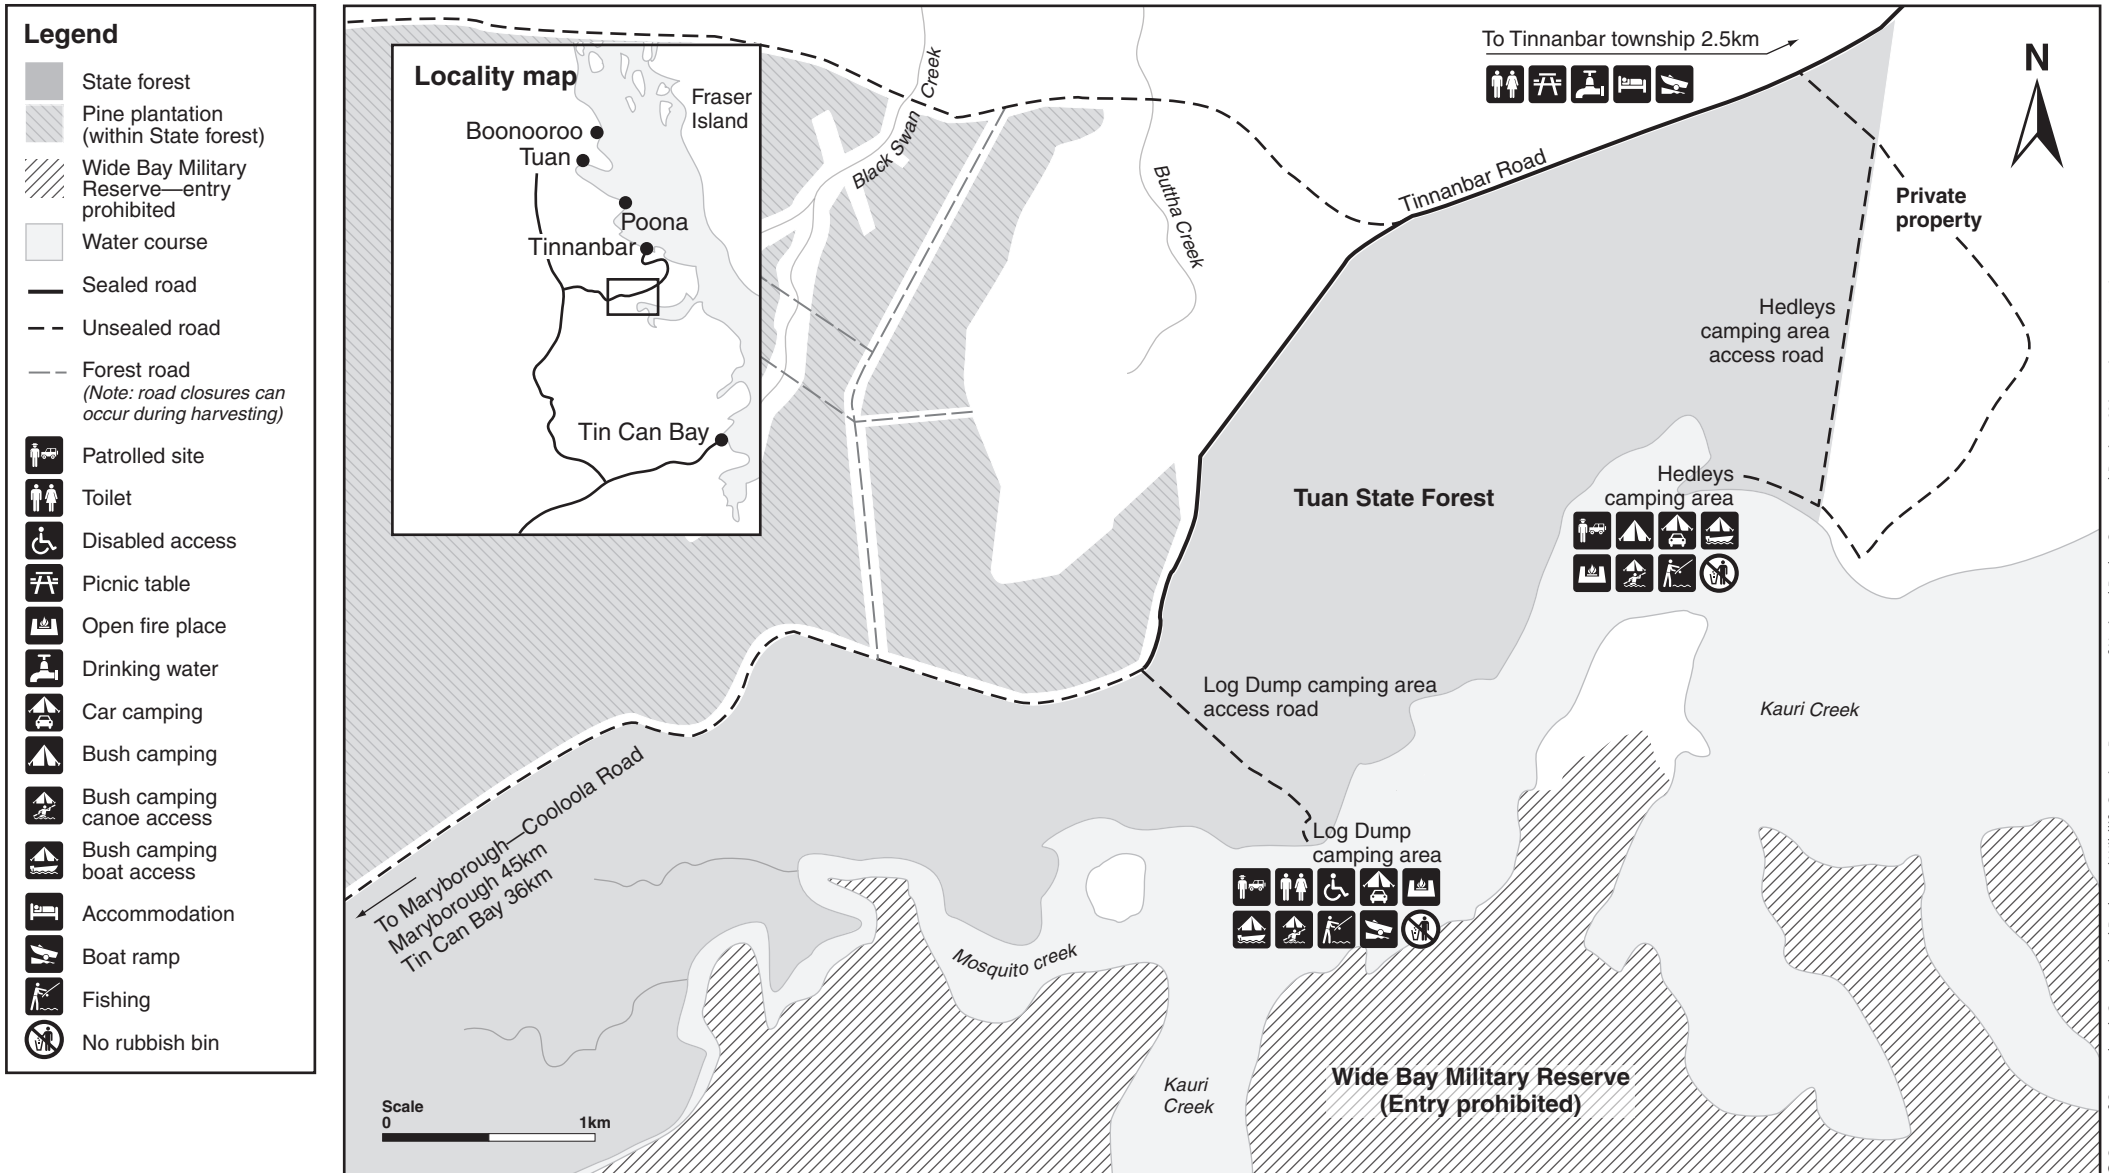 Legend
State forest
Pine plantation
(within State forest)
Wide Bay Military
Reserve—entry
prohibited
Water course
Sealed road
Unsealed road
Forest road
(Note: road closures can
occur during harvesting)
Patrolled site
Toilet
Disabled access
Picnic table
Open fire place
Drinking water
Car camping
Bush camping
Bush camping
canoe access
Bush camping
boat access
Accommodation
Boat ramp
Fishing
No rubbish bin
Locality map
Fraser
Island
Boonooroo
Tuan
Poona
Tinnanbar
Tin Can Bay
Black Swan Creek
Buttha Creek
To Tinnanbar township 2.5km
N
Tinnanbar Road
Private
property
Hedleys
camping area
access road
Hedleys
camping area
Tuan State Forest
Log Dump camping area
access road
Kauri Creek
Log Dump
camping area
To Maryborough—Cooloola Road
Maryborough 45km
Tin Can Bay 36km
Mosquito creek
Kauri
Creek
Wide Bay Military Reserve
(Entry prohibited)
Scale
0 1km